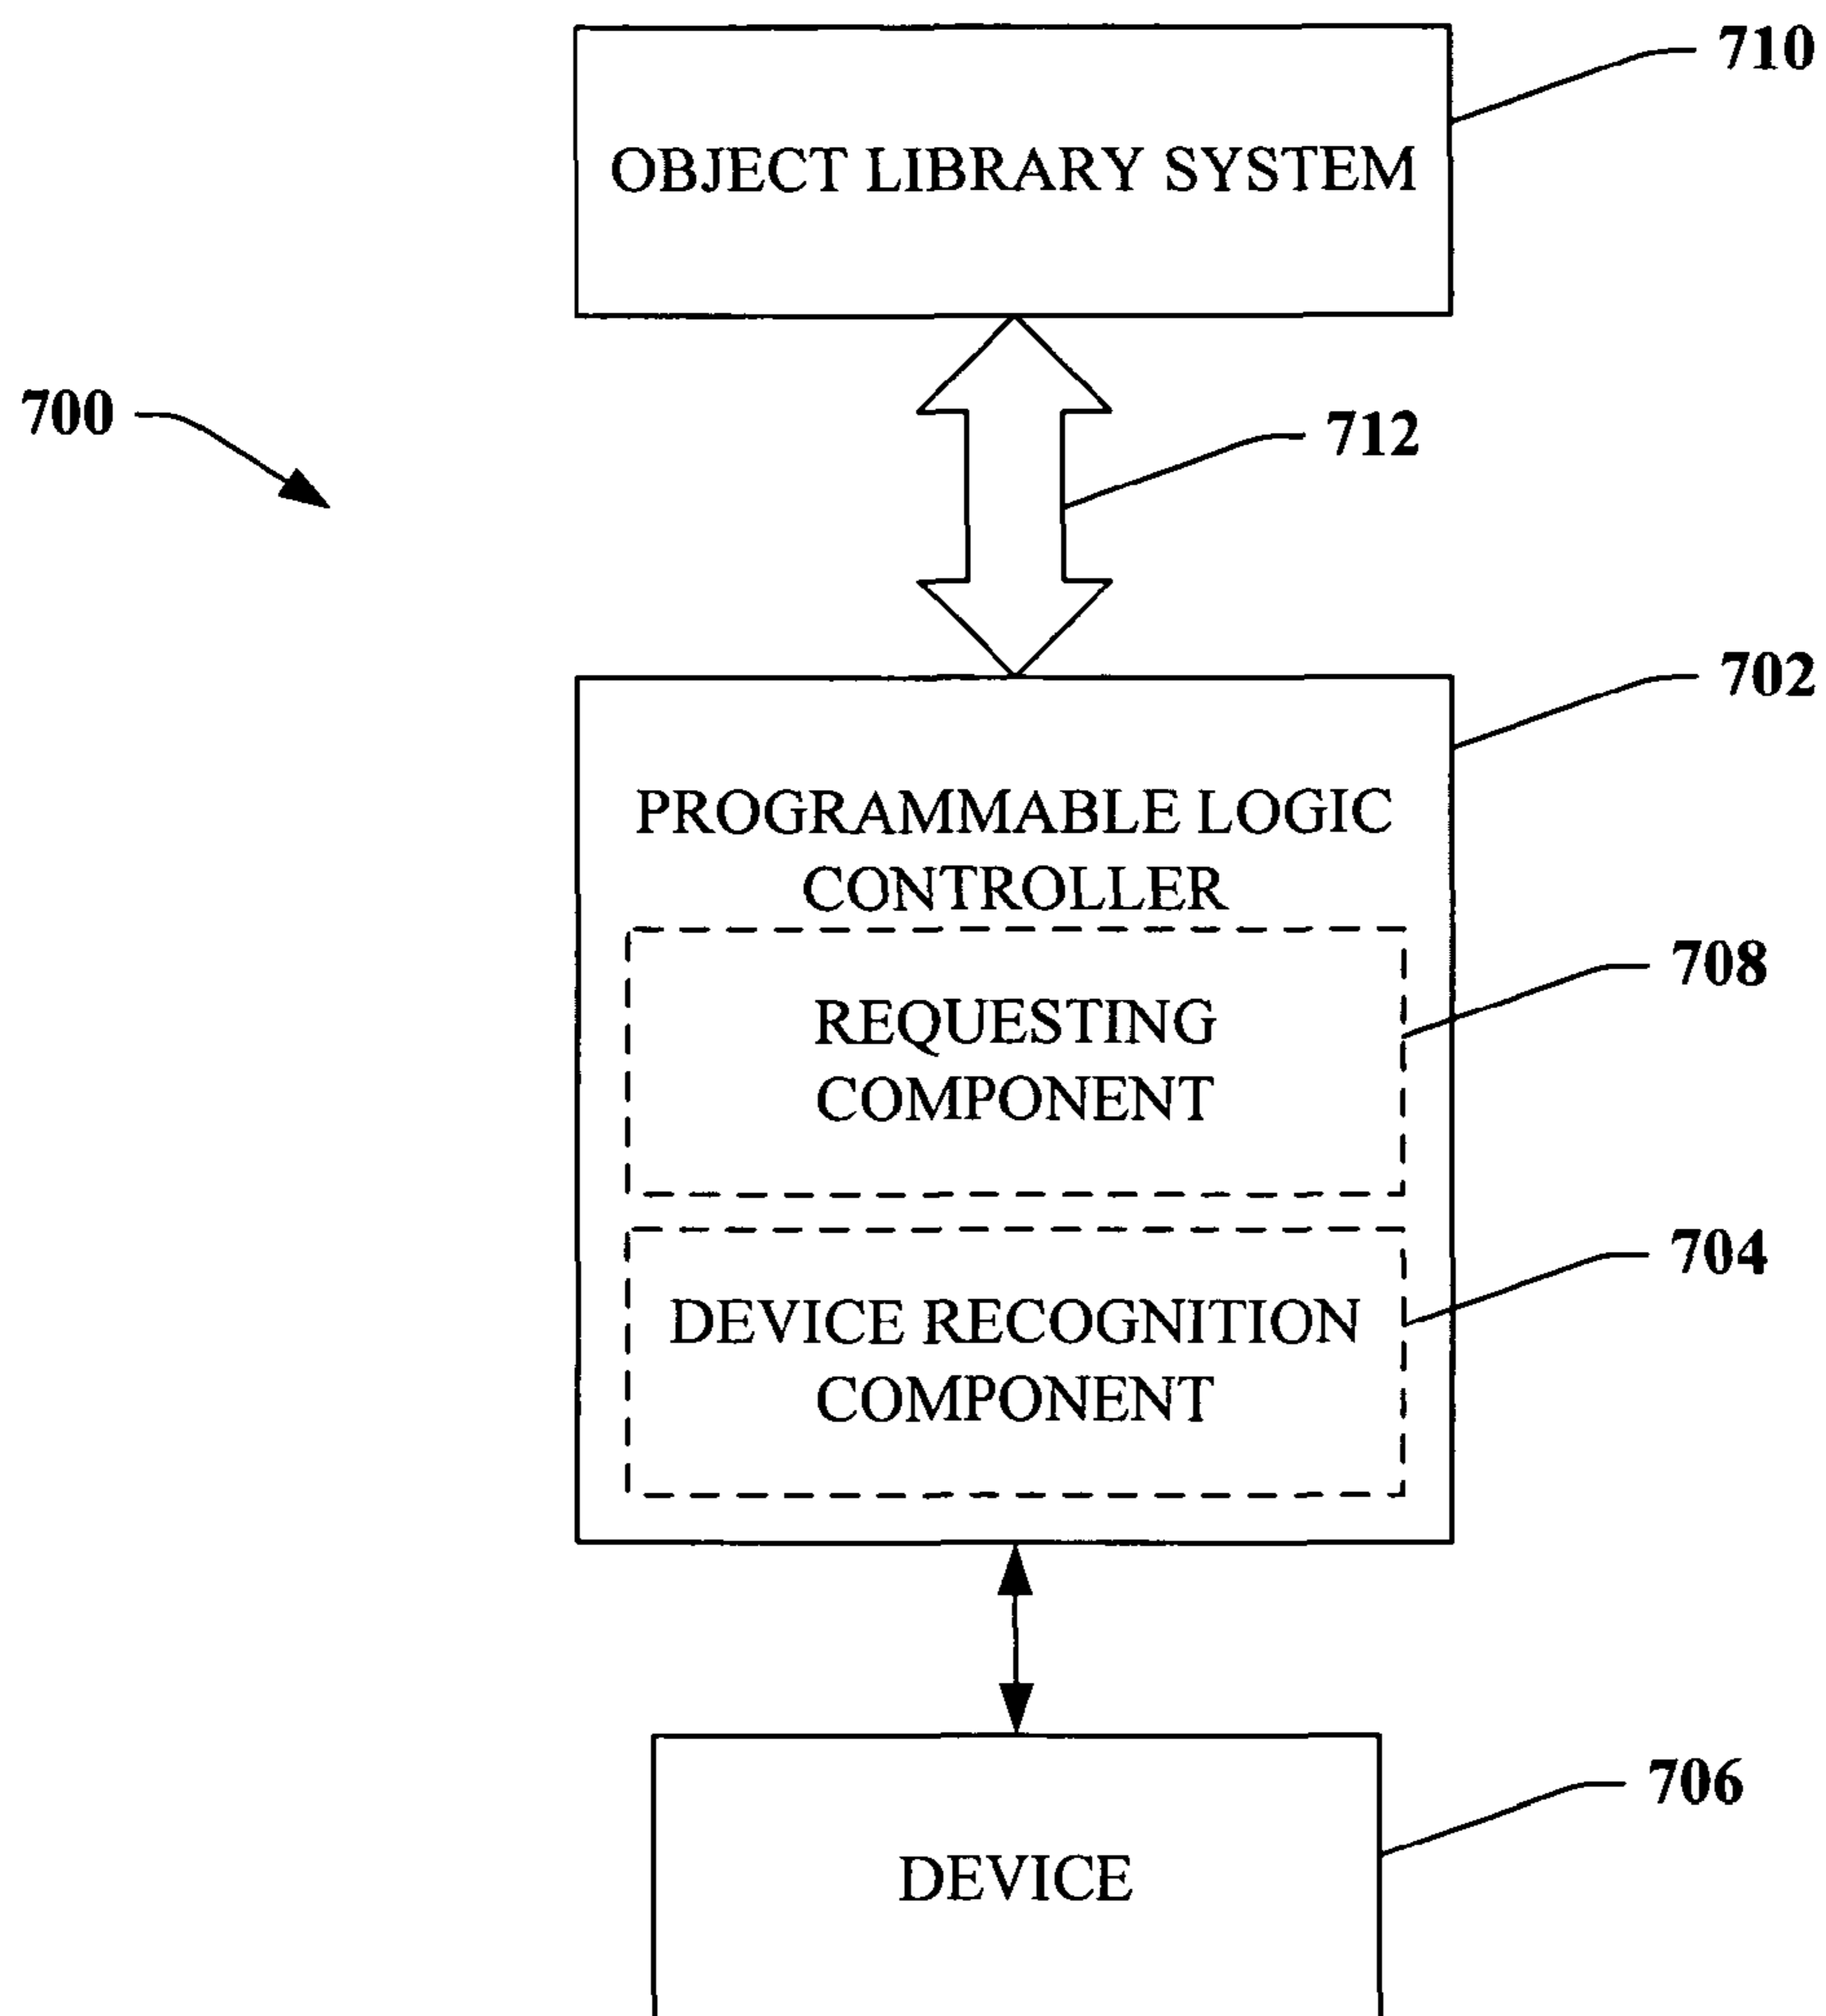 710
OBJECT LIBRARY SYSTEM
700
712
702
PROGRAMMABLE LOGIC
CONTROLLER
708
REQUESTING
COMPONENT
704
DEVICE RECOGNITION
COMPONENT
706
DEVICE